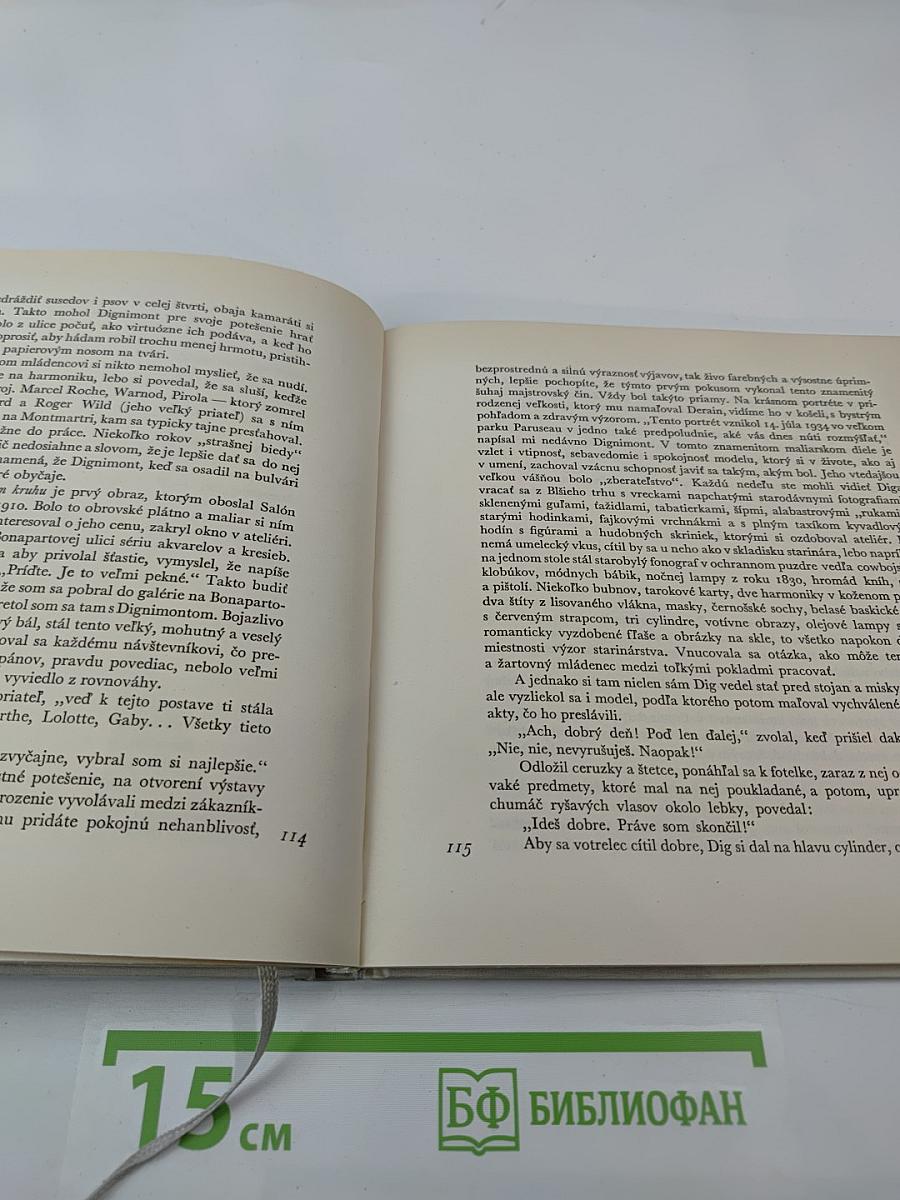 dráždiť susedov i psov v celej štvrti, obaja kamaráti si
Takto mohol Dignimont pre svoje potešenie hrať
z ulice počuť, ako virtuózne ich podáva, a keď ho
aby hádam robil trochu menej hrmotu, pristih-
papierovým nosom na tvári.
om mládencovi si nikto nemohol myslieť, že sa nudí.
na harmoniku, lebo si povedal, že sa sluší, keďže
oj. Marcel Roche, Warnod, Pirola — ktorý zomrel
rd a Roger Wild (jeho veľký priateľ) sa s ním
na Montmartri, kam sa typicky tajne presťahoval.
žne do práce. Niekoľko rokov „strašnej biedy“
ič nedosiahne a slovom, že je lepšie dať sa do nej
namená, že Dignimont, keď sa osadil na bulvári
ré obyčaje.
m kruhu je prvý obraz, ktorým oboslal Salón
1910. Bolo to obrovské plátno a maliar si ním
nteresoval o jeho cenu, zakryl okno v ateliéri.
Bonapartovej ulici sériu akvarelov a kresieb.
a aby privolal šťastie, vymyslel, že napíše
„Príďte. Je to veľmi pekné.“ Takto budiť
že som sa pobral do galérie na Bonaparto-
retol som sa tam s Dignimontom. Bojazlivo
vý bál, stál tento veľký, mohutný a veselý
oval sa každému návštevníkovi, čo pre-
pánov, pravdu povediac, nebolo veľmi
vyviedlo z rovnováhy.
priateľ, „veď k tejto postave ti stála
rthe, Lolotte, Gaby... Všetky tieto
zvyčajne, vybral som si najlepšie.“
stné potešenie, na otvorení výstavy
rozenie vyvolávali medzi zákazník-
mu pridáte pokojnú nehanblivosť,
114
bezprostrednú a silnú výraznosť výjavov, tak živo farebných a výsostne úprim-
ných, lepšie pochopíte, že týmto prvým pokusom vykonal tento znamenitý
šuhaj majstrovský čin. Vždy bol takýto priamy. Na krásnom portréte v pri-
rodzenej veľkosti, ktorý mu namaľoval Derain, vidíme ho v košeli, s bystrým
pohľadom a zdravým výzorom. „Tento portrét vznikol 14. júla 1934 vo veľkom
parku Paruseau v jedno také predpoludnie, aké vás dnes núti rozmýšľať,“
napísal mi nedávno Dignimont. V tomto znamenitom maliarskom diele je
vzlet i vtipnosť, sebavedomie i spokojnosť modelu, ktorý si v živote, ako aj
v umení, zachoval vzácnu schopnosť javiť sa takým, akým bol. Jeho vtedajšou
veľkou vášňou bolo „zberateľstvo“. Každú nedeľu ste mohli vidieť Dig
vracať sa z Blšieho trhu s vreckami napchatými starodávnymi fotografiam
sklenenými guľami, ťažidlami, tabatierkami, šípmi, alabastrovými „rukami
starými hodinkami, fajkovými vrchnákmi a s plným taxíkom kyvadlový
hodín s figúrami a hudobných skriniek, ktorými si ozdoboval ateliér.
nemá umelecký vkus, cítil by sa u neho ako v skladisku starinára, lebo naprí
na jednom stole stál starobylý fonograf v ochrannom puzdre vedľa cowbojs
klobúkov, módnych bábik, nočnej lampy z roku 1830, hromád kníh,
a pištolí. Niekoľko bubnov, tarokové karty, dve harmoniky v koženom p
dva štíty z lisovaného vlákna, masky, černošské sochy, belasé baskické
s červeným strapcom, tri cylindre, votívne obrazy, olejové lampy s
romanticky vyzdobené fľaše a obrázky na skle, to všetko napokon
miestnosti výzor starinárstva. Vnucovala sa otázka, ako môže ten
a žartovný mládenec medzi toľkými pokladmi pracovať.
A jednako si tam nielen sám Dig vedel stať pred stojan a misky
ale vyzliekol sa i model, podľa ktorého potom maľoval vychválené
akty, čo ho preslávili.
„Ach, dobrý deň! Poď len ďalej,“ zvolal, keď prišiel dak
„Nie, nie, nevyrušuješ. Naopak!“
Odložil ceruzky a štetce, ponáhľal sa k fotelke, zaraz z nej o
vaké predmety, ktoré mal na nej poukladané, a potom, upr
chumáč ryšavých vlasov okolo lebky, povedal:
„Ideš dobre. Práve som skončil!“
Aby sa votrelec cítil dobre, Dig si dal na hlavu cylinder,
115
15 СМ
БФ БИБЛИОФАН